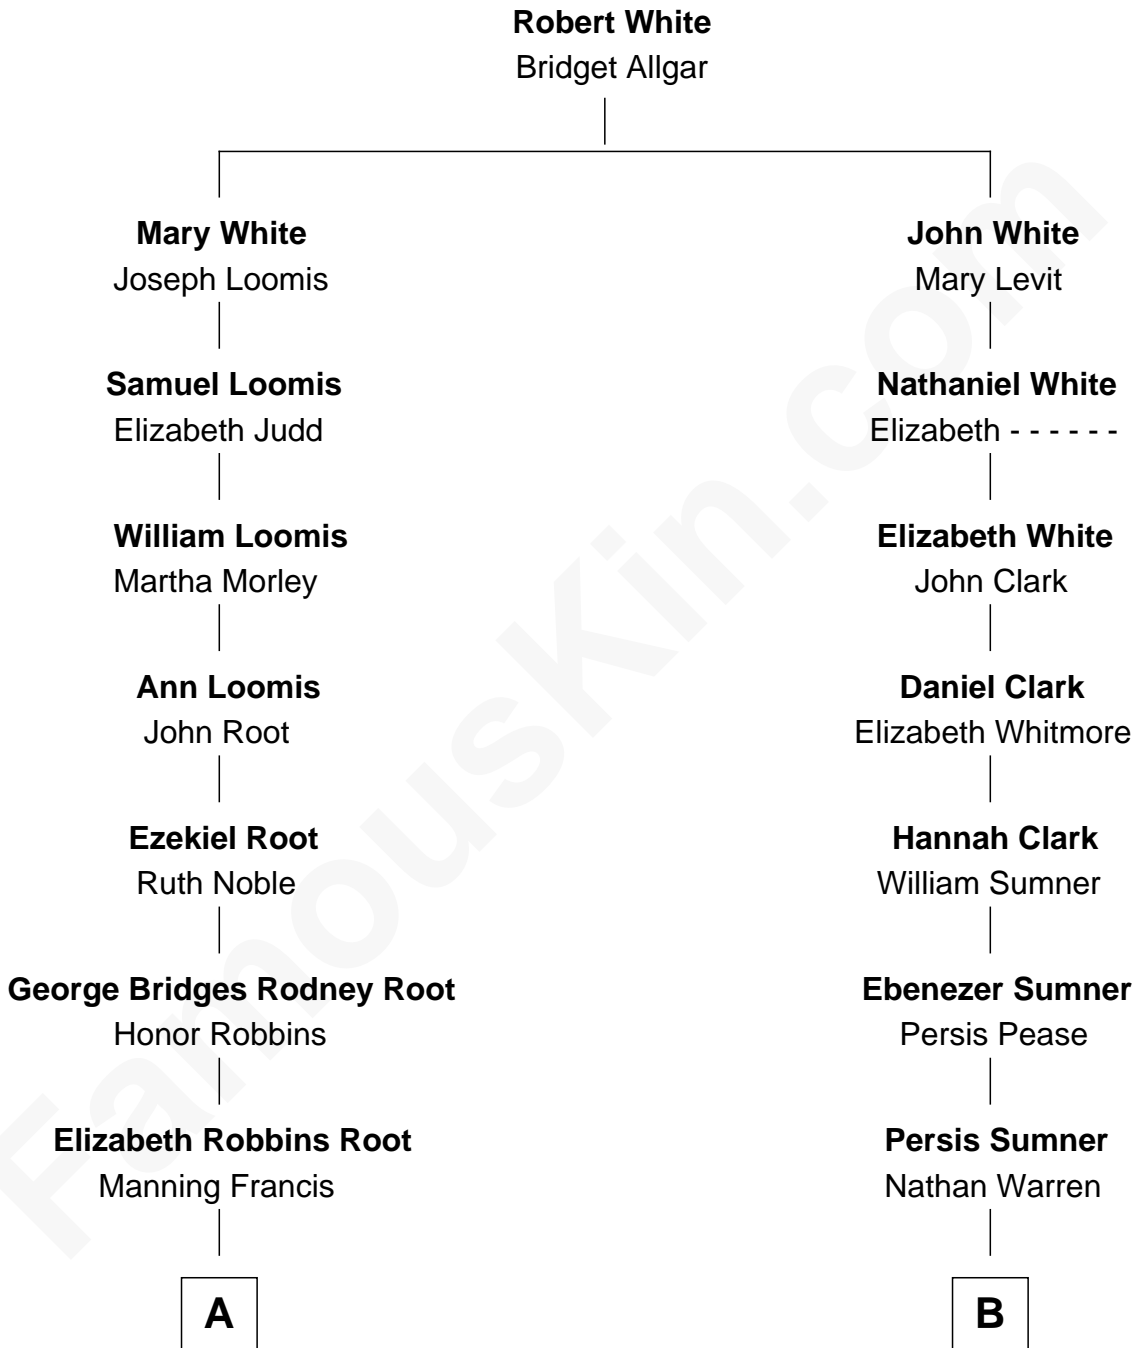 Robert White
Bridget Allgar
Mary White
Joseph Loomis
Samuel Loomis
Elizabeth Judd
William Loomis
Martha Morley
Ann Loomis
John Root
Ezekiel Root
Ruth Noble
George Bridges Rodney Root
Honor Robbins
Elizabeth Robbins Root
Manning Francis
A
John White
Mary Levit
Nathaniel White
Elizabeth - - - - - -
Elizabeth White
John Clark
Daniel Clark
Elizabeth Whitmore
Hannah Clark
William Sumner
Ebenezer Sumner
Persis Pease
Persis Sumner
Nathan Warren
B
FamousKin.com